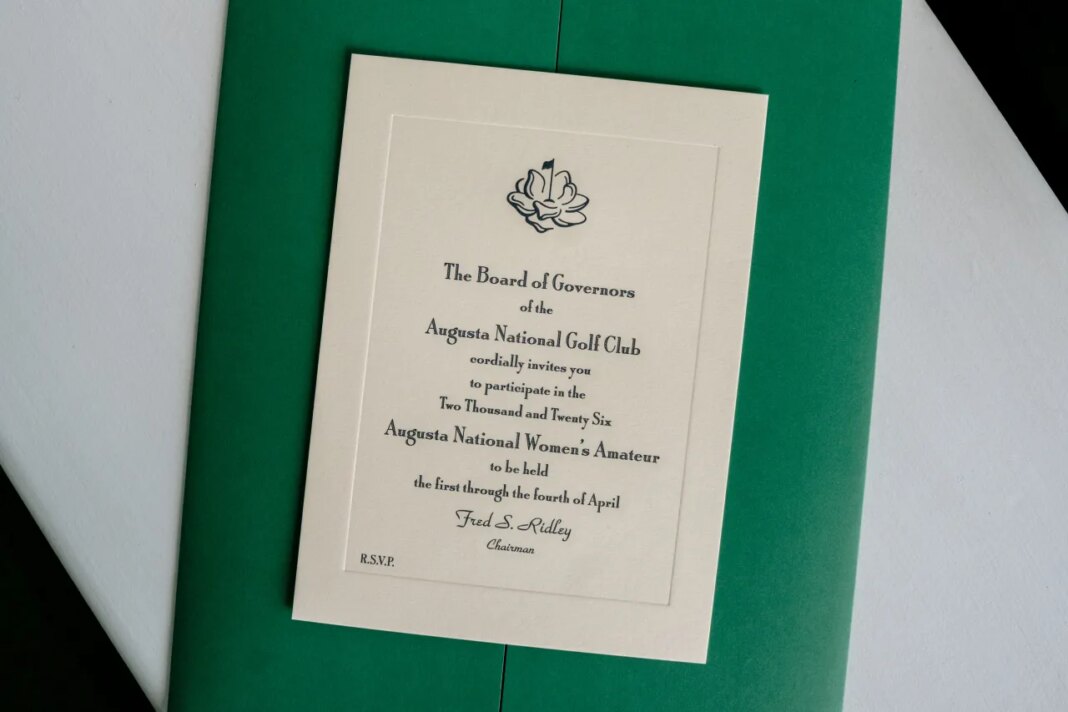 The Board of Governors
of the
Augusta National Golf Club
cordially invites you
to participate in the
Two Thousand and Twenty Six
Augusta National Women's Amateur
to be held
the first through the fourth of April
Fred S. Ridley
Chairman
R.S.V.P.